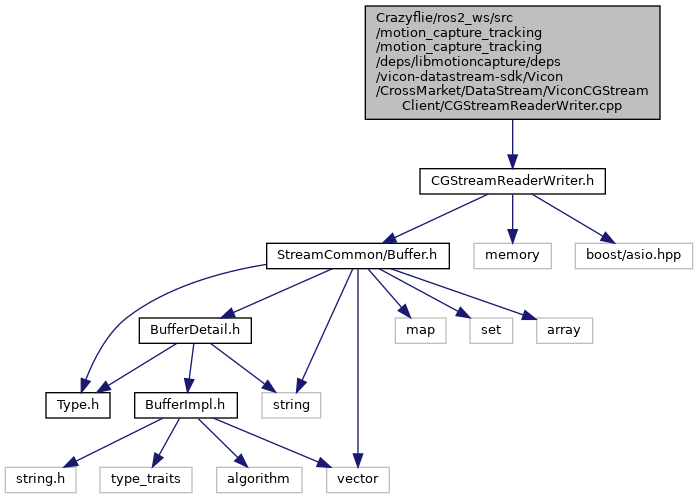 Crazyflie/ros2_ws/src
/motion_capture_tracking
/motion_capture_tracking
/deps/libmotioncapture/deps
/vicon-datastream-sdk/Vicon
/CrossMarket/DataStream/ViconCGStream
Client/CGStreamReaderWriter.cpp
CGStreamReaderWriter.h
StreamCommon/Buffer.h
memory
boost/asio.hpp
BufferDetail.h
map
set
array
Type.h
BufferImpl.h
string
string.h
type_traits
algorithm
vector